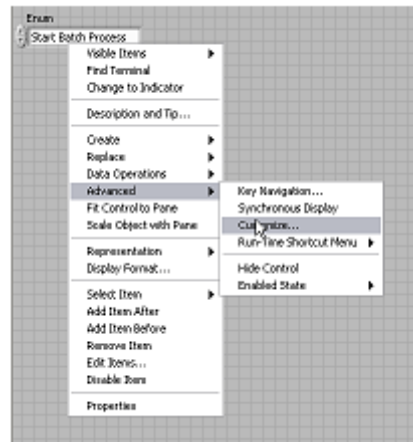 Enum
Start Batch Process
Visible Items
Find Terminal
Change to Indicator
Description and Tip...
Create
Replace
Data Operations
Advanced
Fit Control to Pane
Scale Object with Pane
Representation
Display Format...
Select Item
Add Item After
Add Item Before
Remove Item
Edit Items...
Disable Item
Properties
Key Navigation...
Synchronous Display
Customize...
Run-Time Shortcut Menu
Hide Control
Enabled State